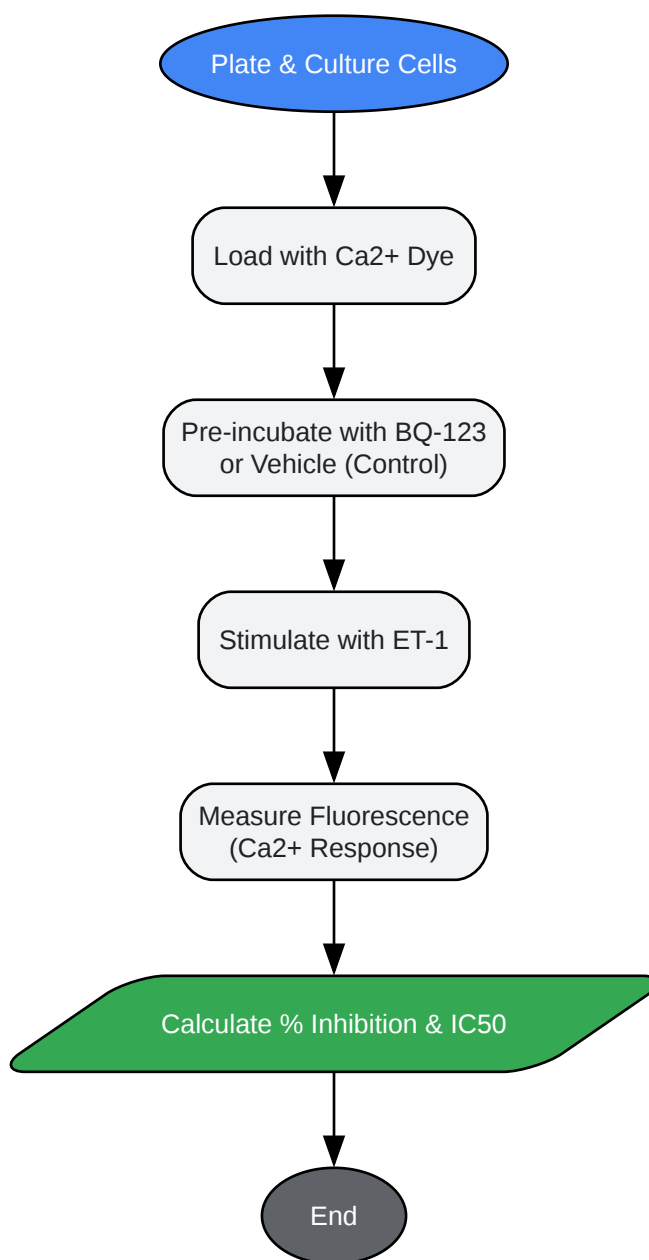 Plate & Culture Cells
Load with Ca2+ Dye
Pre-incubate with BQ-123
or Vehicle (Control)
Stimulate with ET-1
Measure Fluorescence
(Ca2+ Response)
Calculate % Inhibition & IC50
End